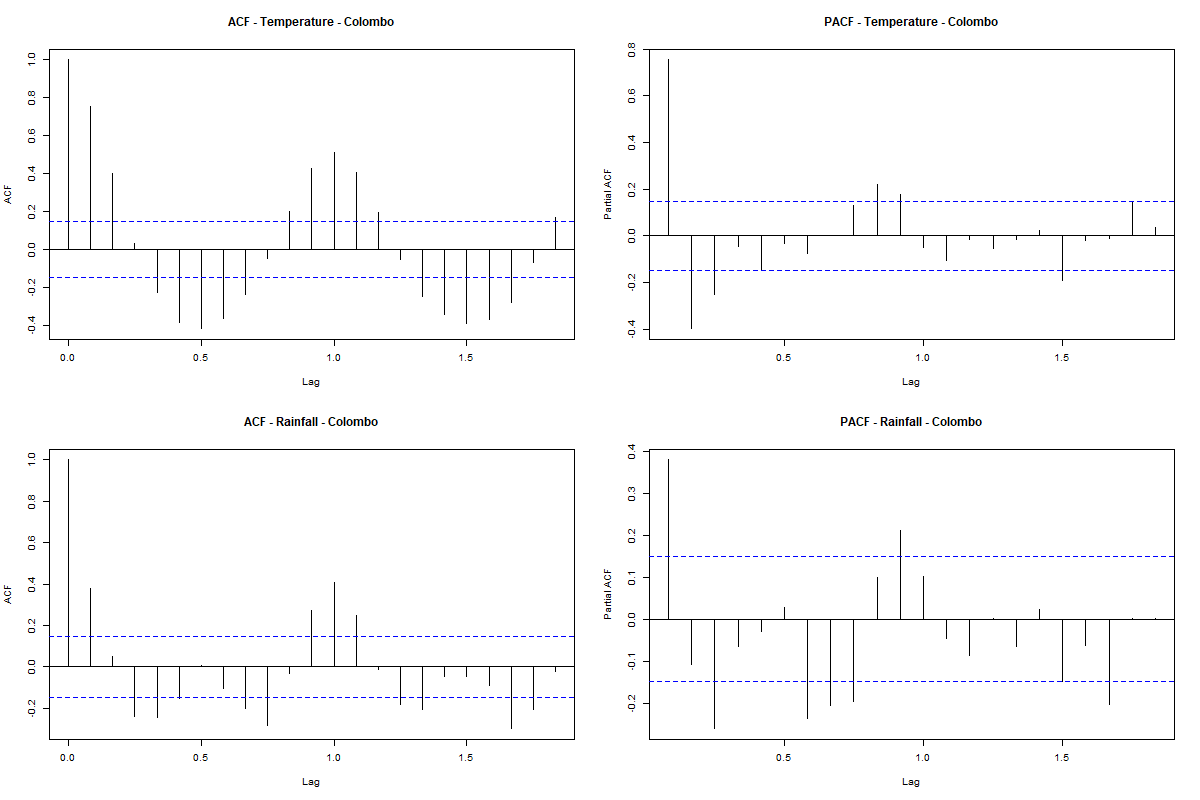 ACF - Temperature - Colombo
ACF
1.0
0.8
0.6
0.4
0.2
0.0
-0.2
-0.4
0.0 0.5 1.0 1.5
Lag
PACF - Temperature - Colombo
Partial ACF
0.8
0.6
0.4
0.2
0.0
-0.2
-0.4
0.5 1.0 1.5
Lag
ACF - Rainfall - Colombo
ACF
1.0
0.8
0.6
0.4
0.2
0.0
-0.2
0.0 0.5 1.0 1.5
Lag
PACF - Rainfall - Colombo
Partial ACF
0.4
0.3
0.2
0.1
0.0
-0.1
-0.2
0.5 1.0 1.5
Lag